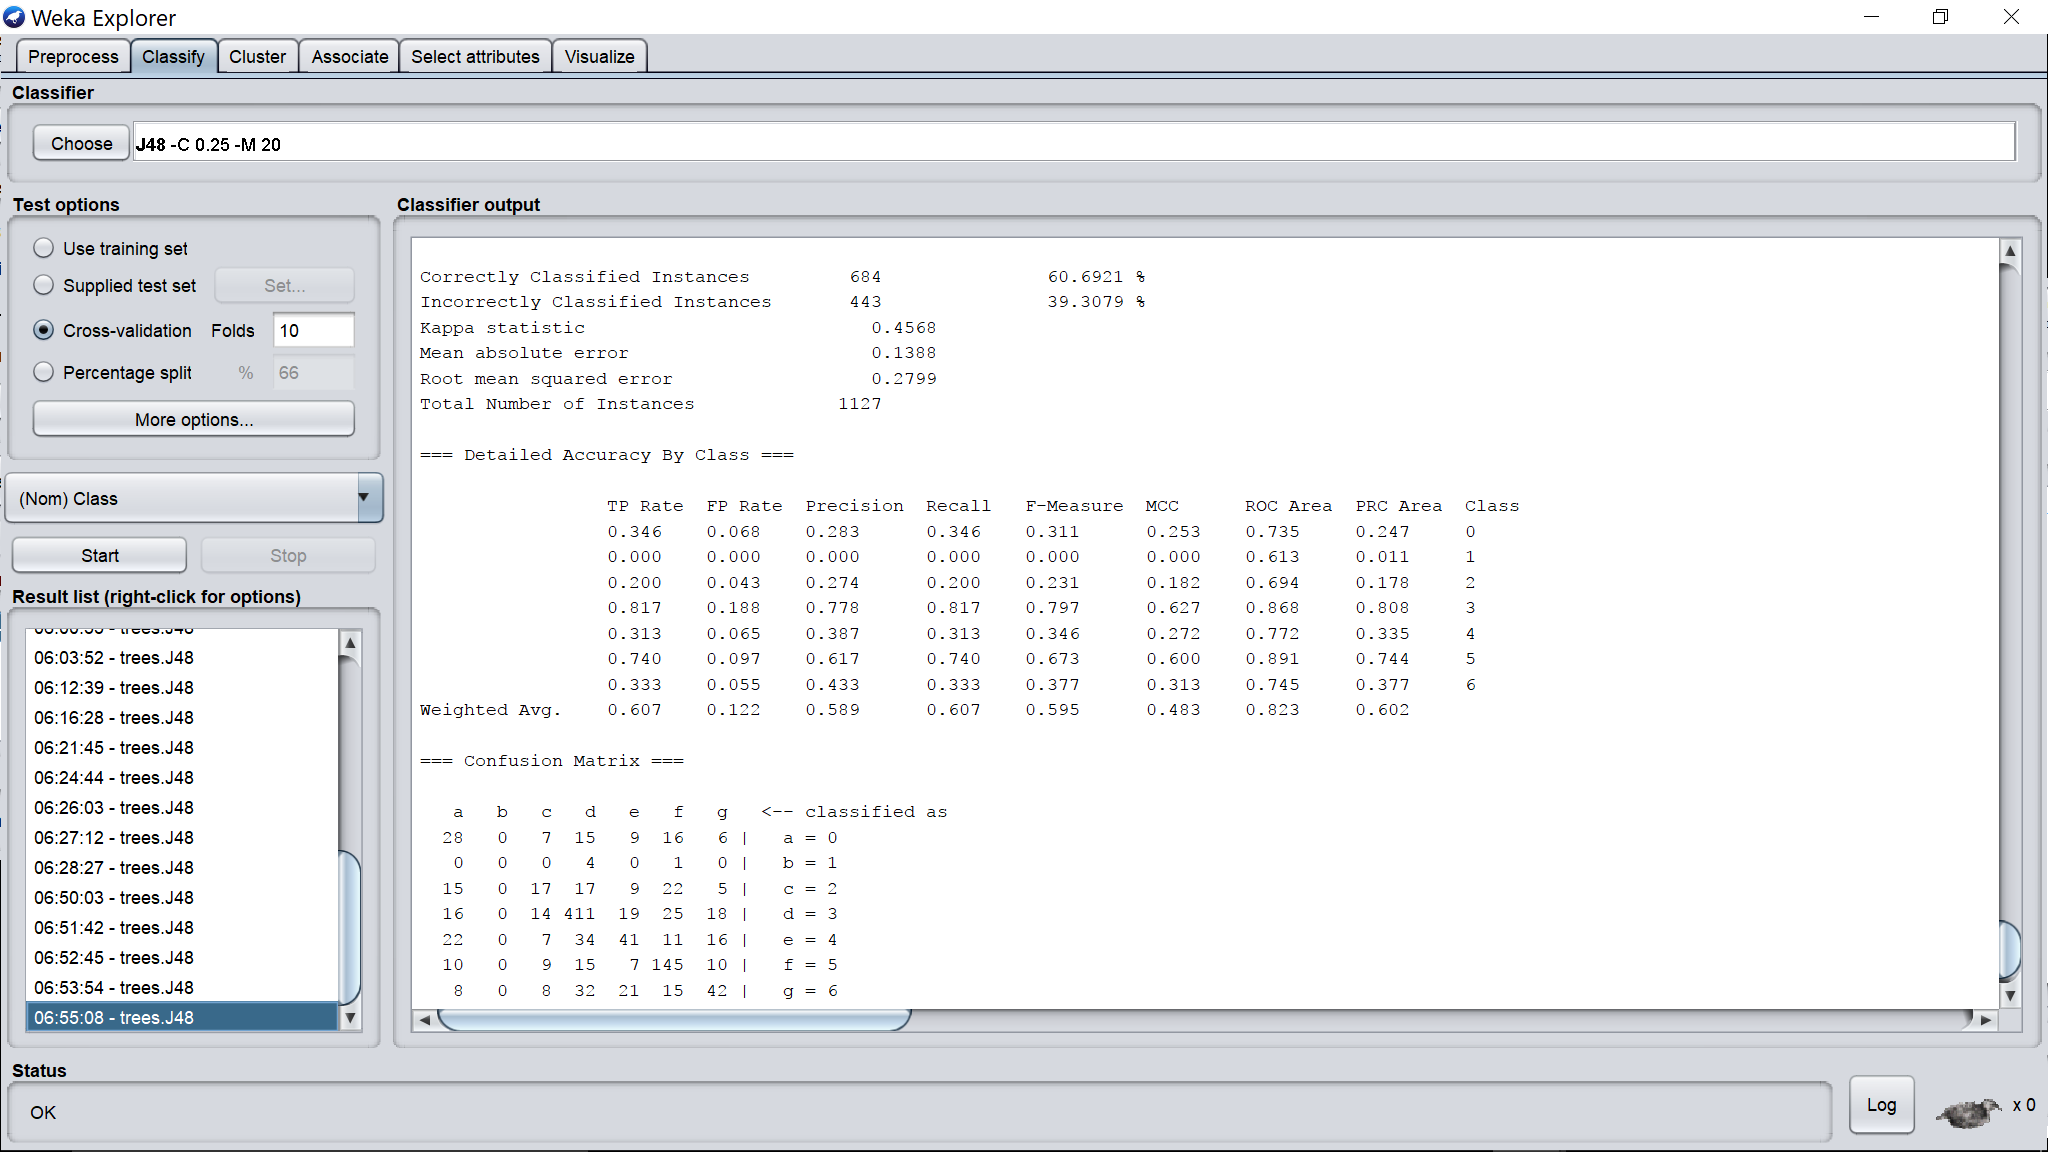 Weka Explorer
Preprocess Classify Cluster Associate Select attributes Visualize
Classifier
Choose J48 -C 0.25 -M 20
Test options
Use training set
Supplied test set Set...
Cross-validation Folds 10
Percentage split % 66
More options...
(Nom) Class
Start Stop
Result list (right-click for options)
06:03:52 - trees.J48
06:12:39 - trees.J48
06:16:28 - trees.J48
06:21:45 - trees.J48
06:24:44 - trees.J48
06:26:03 - trees.J48
06:27:12 - trees.J48
06:28:27 - trees.J48
06:50:03 - trees.J48
06:51:42 - trees.J48
06:52:45 - trees.J48
06:53:54 - trees.J48
06:55:08 - trees.J48
Classifier output
Correctly Classified Instances 684 60.6921 %
Incorrectly Classified Instances 443 39.3079 %
Kappa statistic 0.4568
Mean absolute error 0.1388
Root mean squared error 0.2799
Total Number of Instances 1127
=== Detailed Accuracy By Class ===
TP Rate FP Rate Precision Recall F-Measure MCC ROC Area PRC Area Class
0.346 0.068 0.283 0.346 0.311 0.253 0.735 0.247 0
0.000 0.000 0.000 0.000 0.000 0.000 0.613 0.011 1
0.200 0.043 0.274 0.200 0.231 0.182 0.694 0.178 2
0.817 0.188 0.778 0.817 0.797 0.627 0.868 0.808 3
0.313 0.065 0.387 0.313 0.346 0.272 0.772 0.335 4
0.740 0.097 0.617 0.740 0.673 0.600 0.891 0.744 5
0.333 0.055 0.433 0.333 0.377 0.313 0.745 0.377 6
Weighted Avg. 0.607 0.122 0.589 0.607 0.595 0.483 0.823 0.602
=== Confusion Matrix ===
a b c d e f g <-- classified as
28 0 7 15 9 16 6 | a = 0
0 0 0 4 0 1 0 | b = 1
15 0 17 17 9 22 5 | c = 2
16 0 14 411 19 25 18 | d = 3
22 0 7 34 41 11 16 | e = 4
10 0 9 15 7 145 10 | f = 5
8 0 8 32 21 15 42 | g = 6
Status
OK
Log
x 0